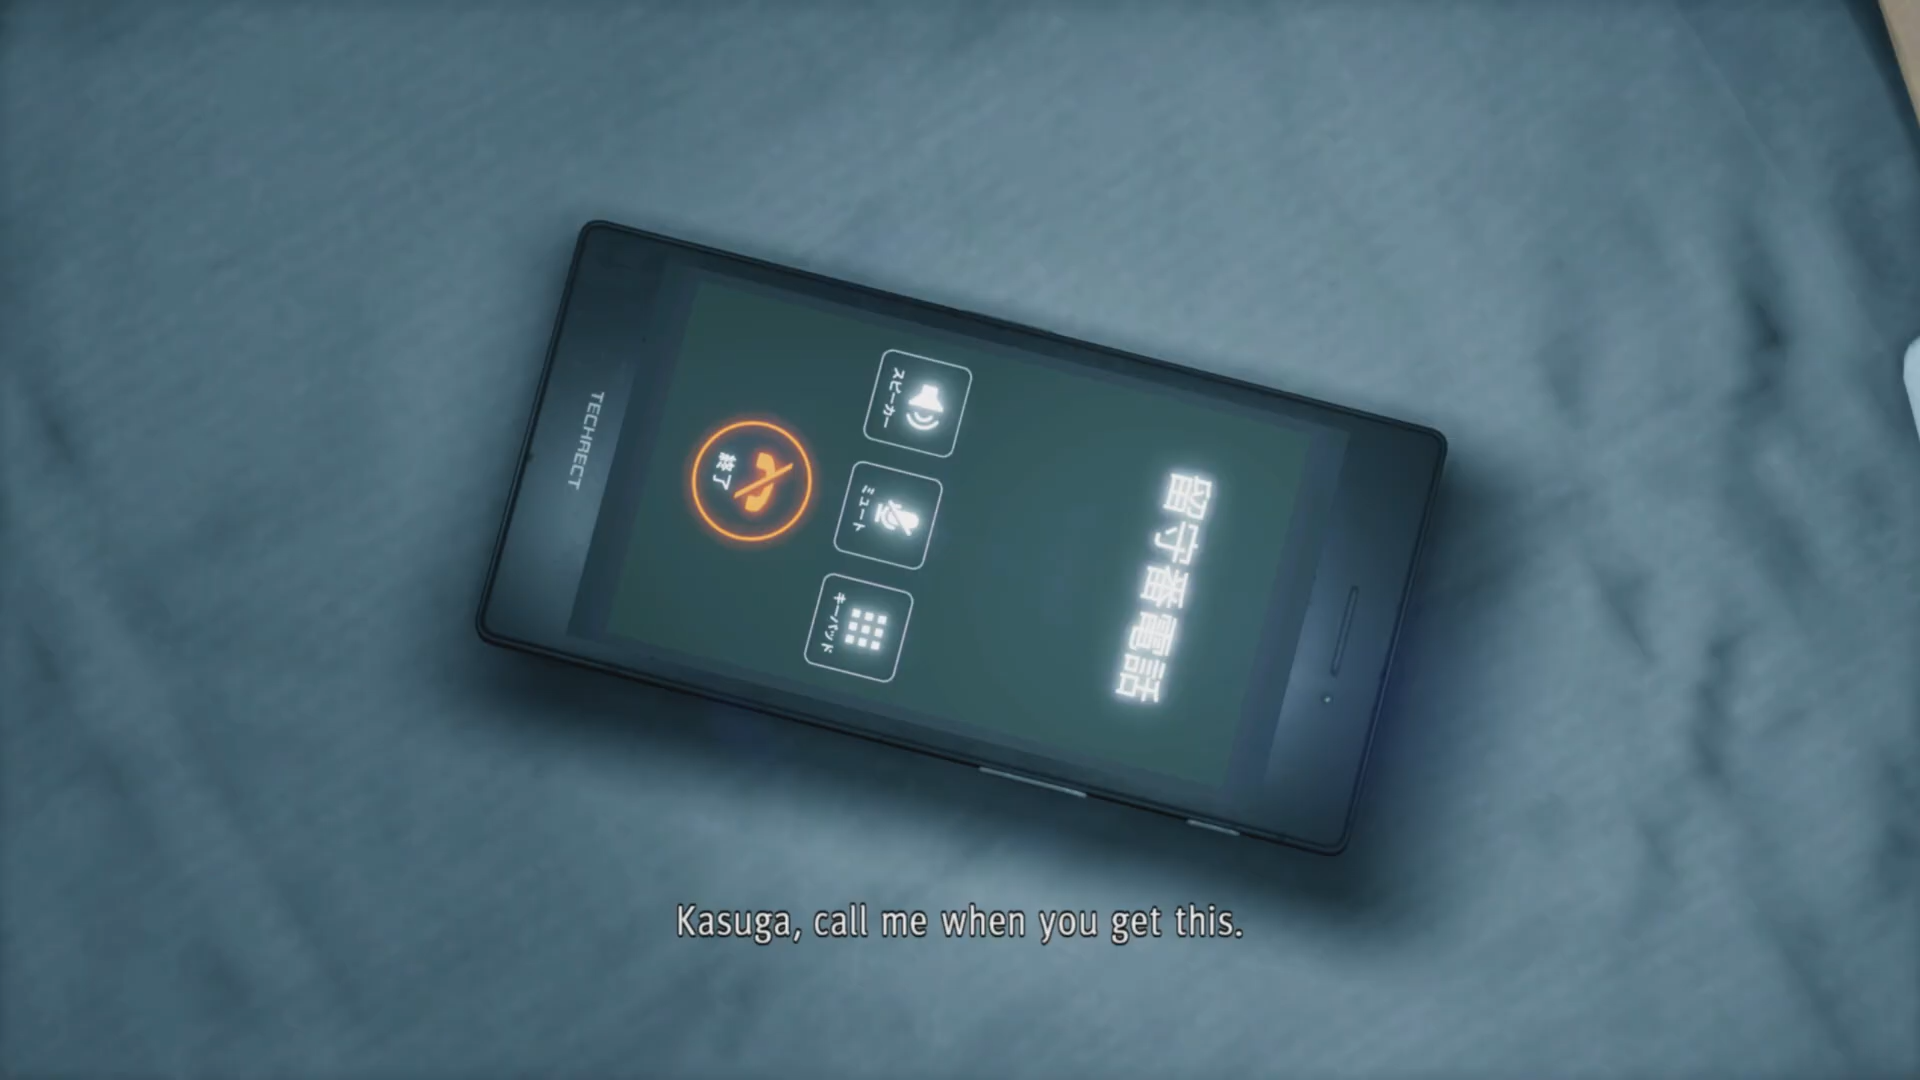 留守番電話
スピーカー
ミュート
キーパッド
終了
TECHRECT
Kasuga, call me when you get this.